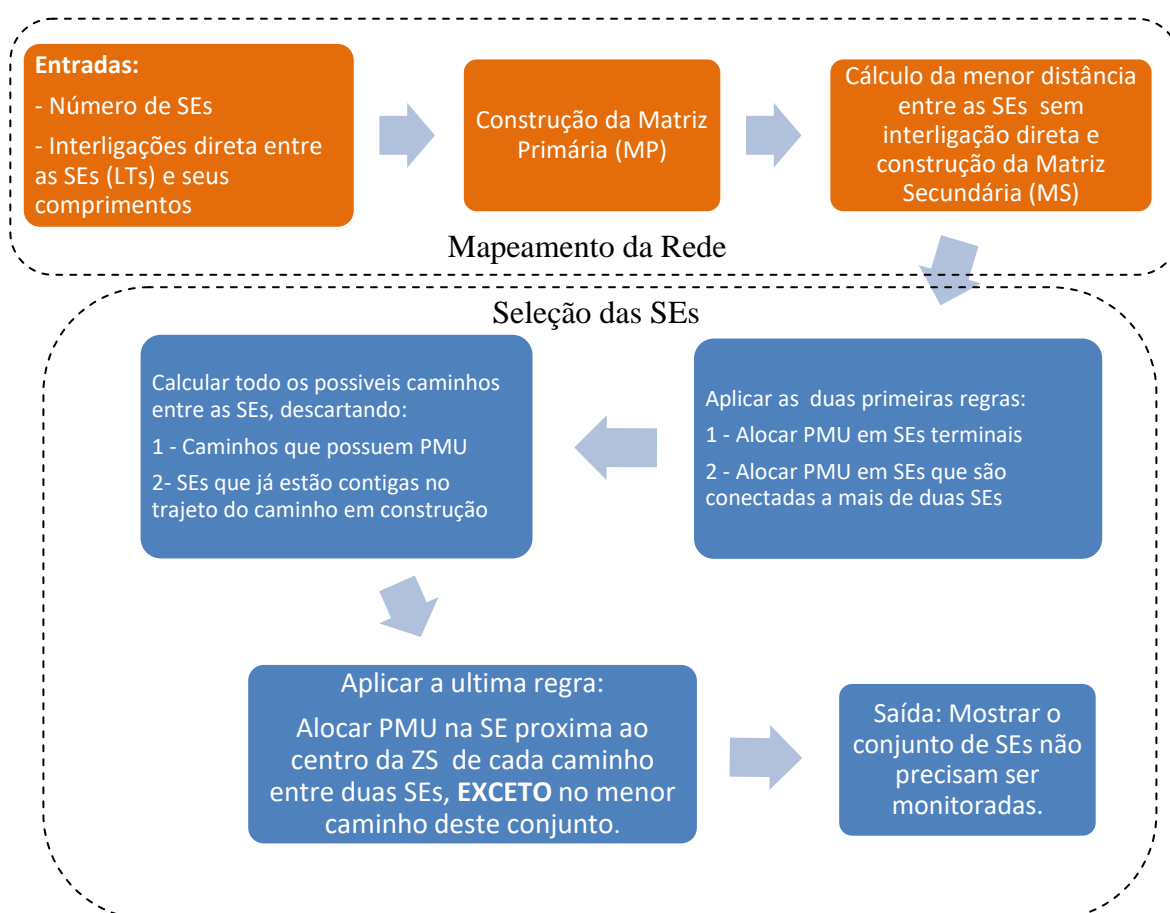 Entradas:
- Número de SEs
- Interligações direta entre
as SEs (LTs) e seus
comprimentos
Construção da Matriz
Primária (MP)
Cálculo da menor distância
entre as SEs sem
interligação direta e
construção da Matriz
Secundária (MS)
Mapeamento da Rede
Seleção das SEs
Aplicar as duas primeiras regras:
1 - Alocar PMU em SEs terminais
2 - Alocar PMU em SEs que são
conectadas a mais de duas SEs
Calcular todo os possiveis caminhos
entre as SEs, descartando:
1 - Caminhos que possuem PMU
2- SEs que já estão contigas no
trajeto do caminho em construção
Aplicar a ultima regra:
Alocar PMU na SE proxima ao
centro da ZS de cada caminho
entre duas SEs, EXCETO no menor
caminho deste conjunto.
Saída: Mostrar o
conjunto de SEs não
precisam ser
monitoradas.